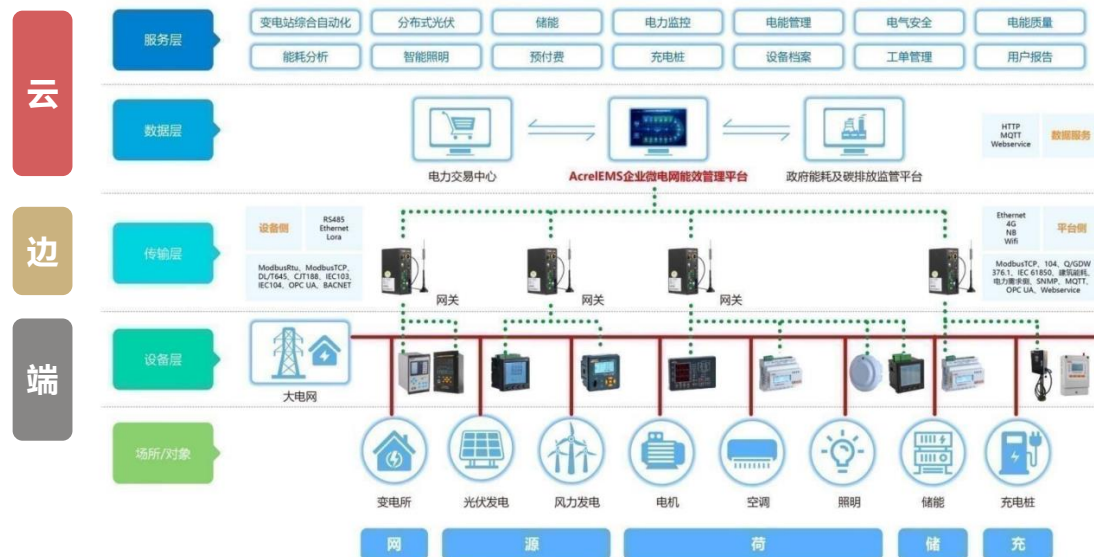 云
边
端
服务层
变电站综合自动化
分布式光伏
储能
电力监控
电能管理
电气安全
电能质量
能耗分析
智能照明
预付费
充电桩
设备档案
工单管理
用户报告
数据层
电力交易中心
AcrelEMS企业微电网能效管理平台
政府能耗及碳排放监管平台
HTTP
MQTT
Webservice
数据服务
传输层
设备侧
RS485
Ethernet
Lora
ModbusRtu、ModbusTCP、
DL/T645、CJT188、IEC103、
IEC104、OPC UA、BACNET
网关
网关
网关
Ethernet
4G
NB
Wifi
平台侧
ModbusTCP、104、Q/GDW
376.1、IEC 61850、建筑能耗、
电力需求侧、SNMP、MQTT、
OPC UA、Webservice
设备层
大电网
场所/对象
变电所
光伏发电
风力发电
电机
空调
照明
储能
充电桩
网
源
荷
储
充